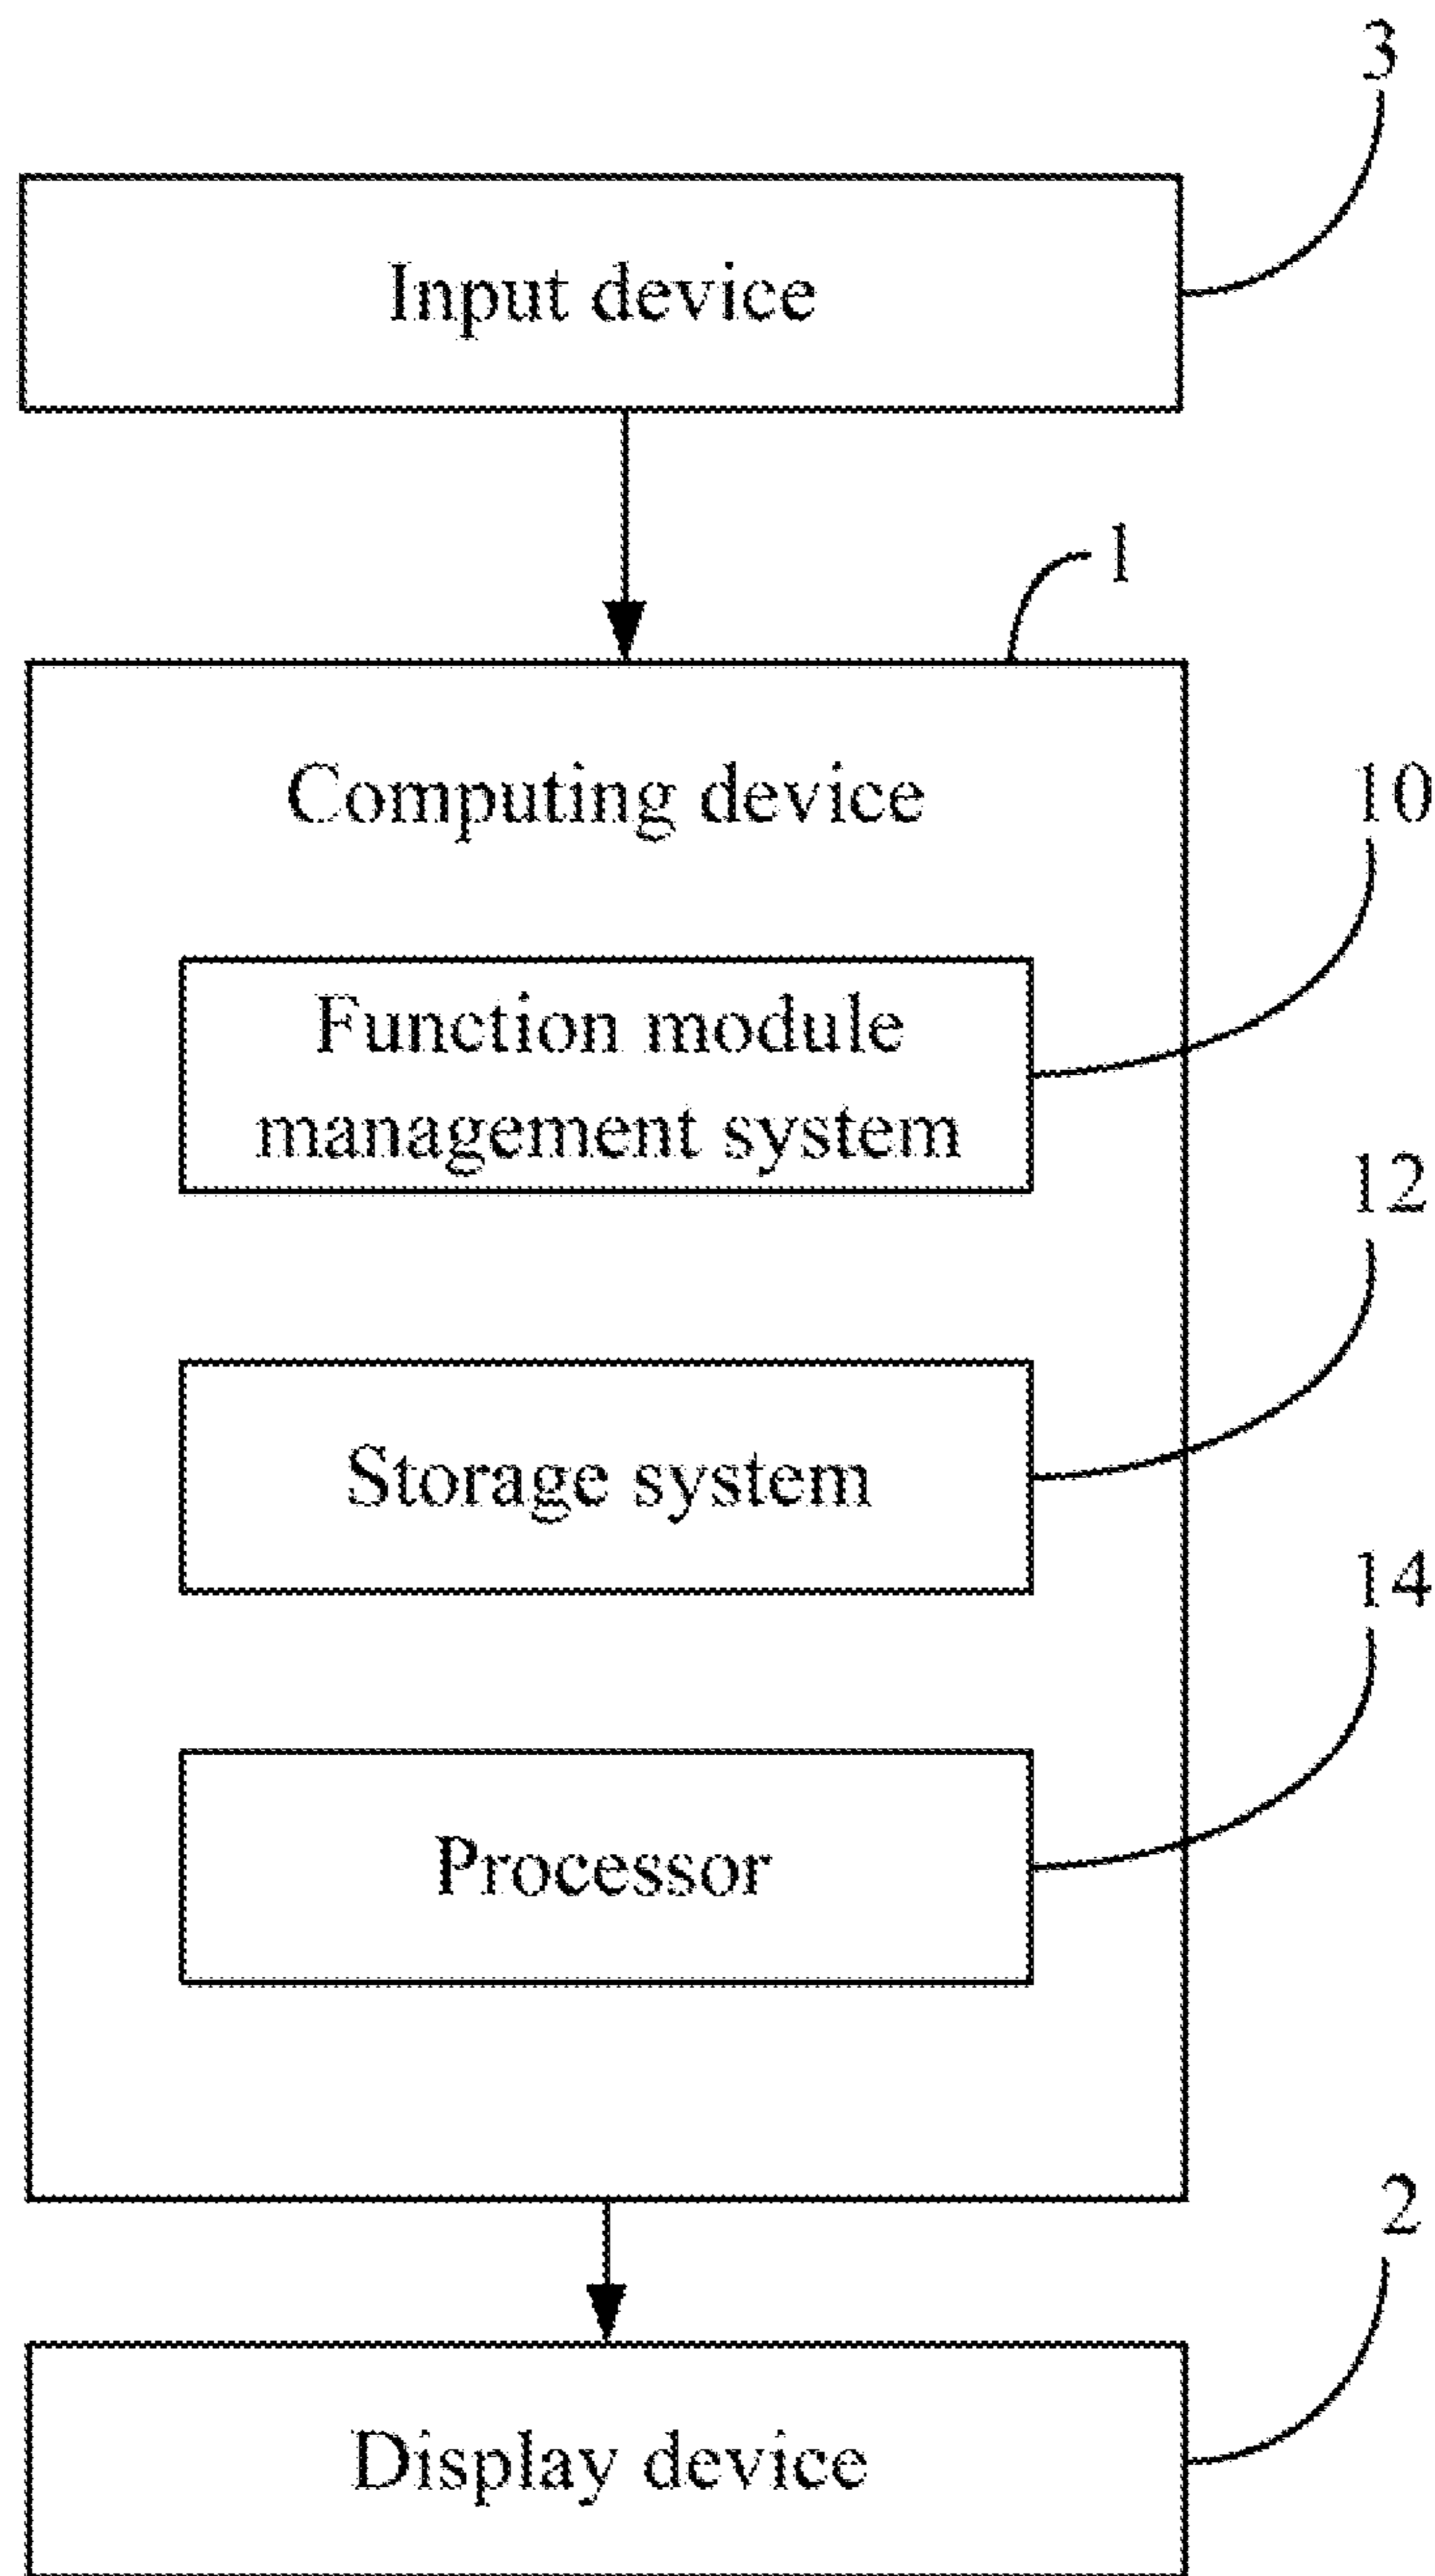 3
Input device
1
Computing device
10
Function module
management system
12
Storage system
14
Processor
2
Display device